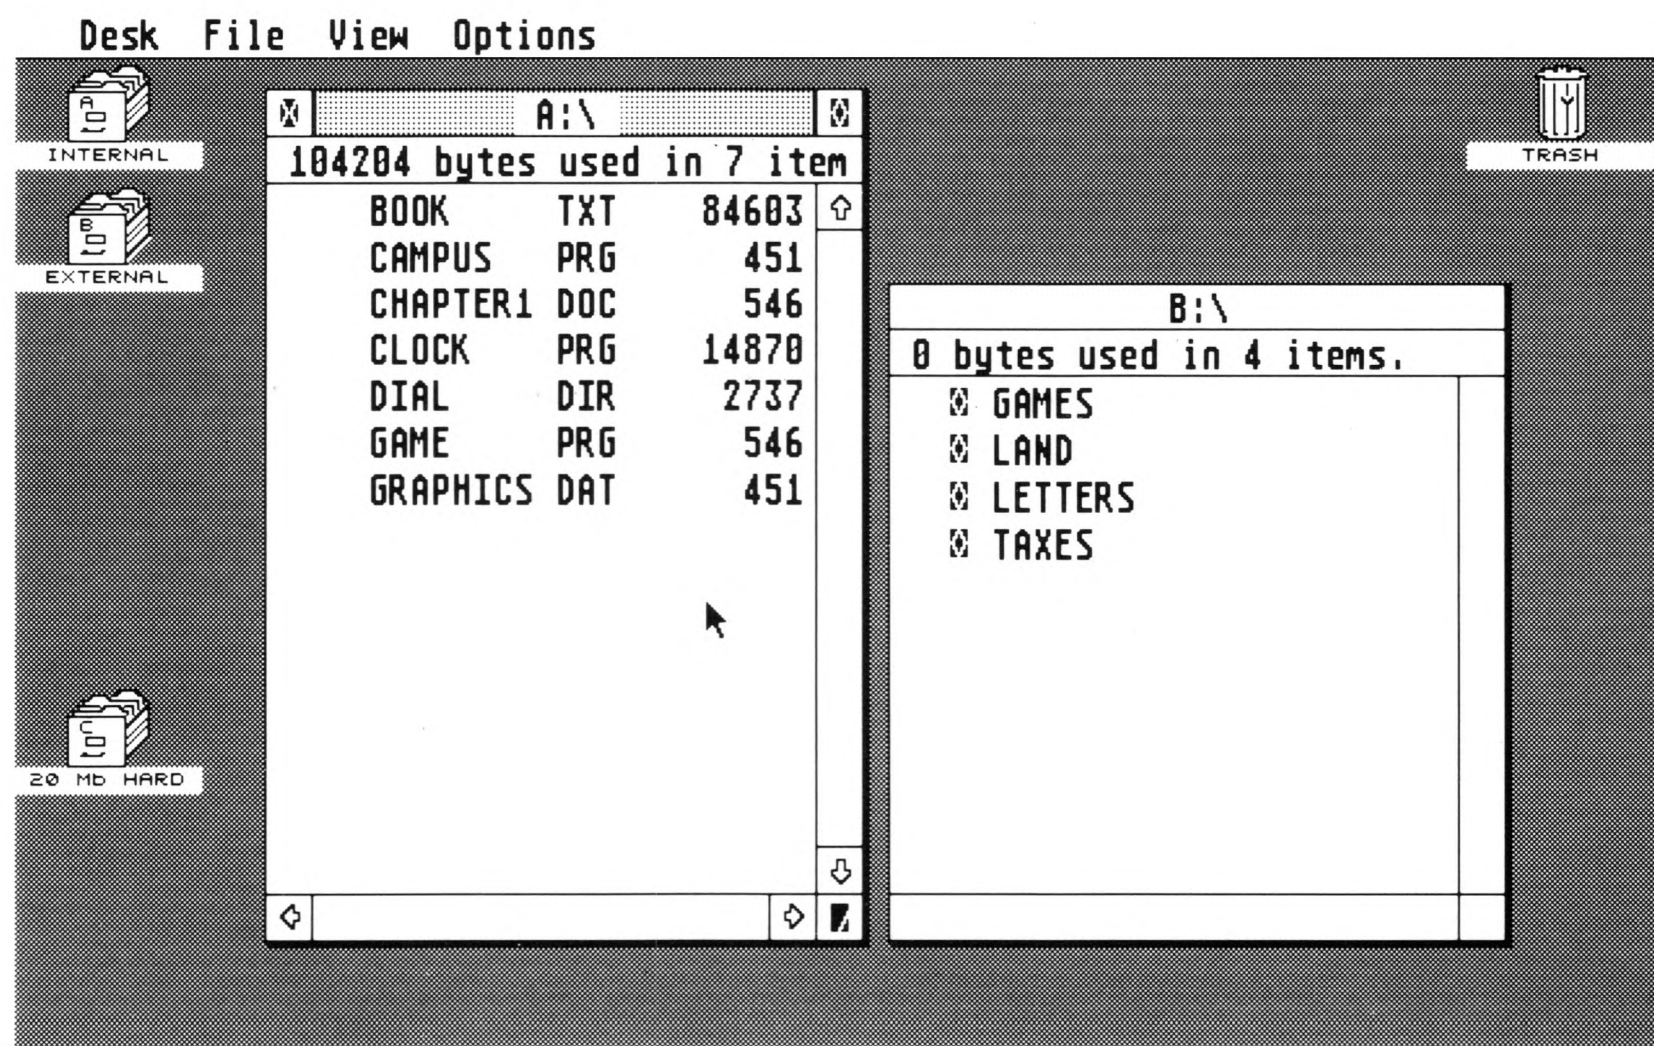 Desk File View Options
A
INTERNAL
B
EXTERNAL
C
20 Mb HARD
A:\
104204 bytes used in 7 item
BOOK TXT 84603
CAMPUS PRG 451
CHAPTER1 DOC 546
CLOCK PRG 14870
DIAL DIR 2737
GAME PRG 546
GRAPHICS DAT 451
B:\
0 bytes used in 4 items.
GAMES
LAND
LETTERS
TAXES
TRASH